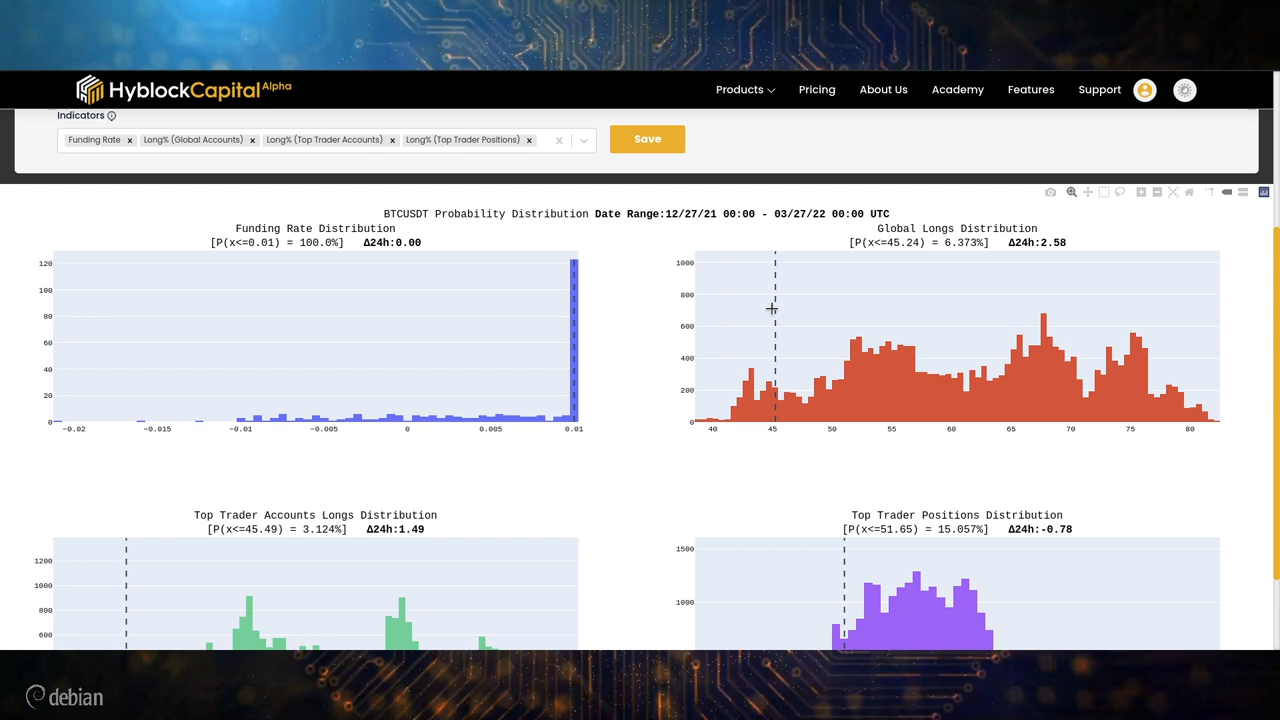 HyblockCapital Alpha
Products Pricing About Us Academy Features Support
Indicators
Funding Rate × Long% (Global Accounts) × Long% (Top Trader Accounts) × Long% (Top Trader Positions) ×
Save
BTCUSDT Probability Distribution Date Range:12/27/21 00:00 - 03/27/22 00:00 UTC
Funding Rate Distribution
[P(x<=0.01) = 100.0%] Δ24h:0.00
120
100
80
60
40
20
0
−0.02 −0.015 −0.01 −0.005 0 0.005 0.01
Global Longs Distribution
[P(x<=45.24) = 6.373%] Δ24h:2.58
1000
800
600
400
200
0
40 45 50 55 60 65 70 75 80
Top Trader Accounts Longs Distribution
[P(x<=45.49) = 3.124%] Δ24h:1.49
1200
1000
800
600
Top Trader Positions Distribution
[P(x<=51.65) = 15.057%] Δ24h:-0.78
1500
1000
debian